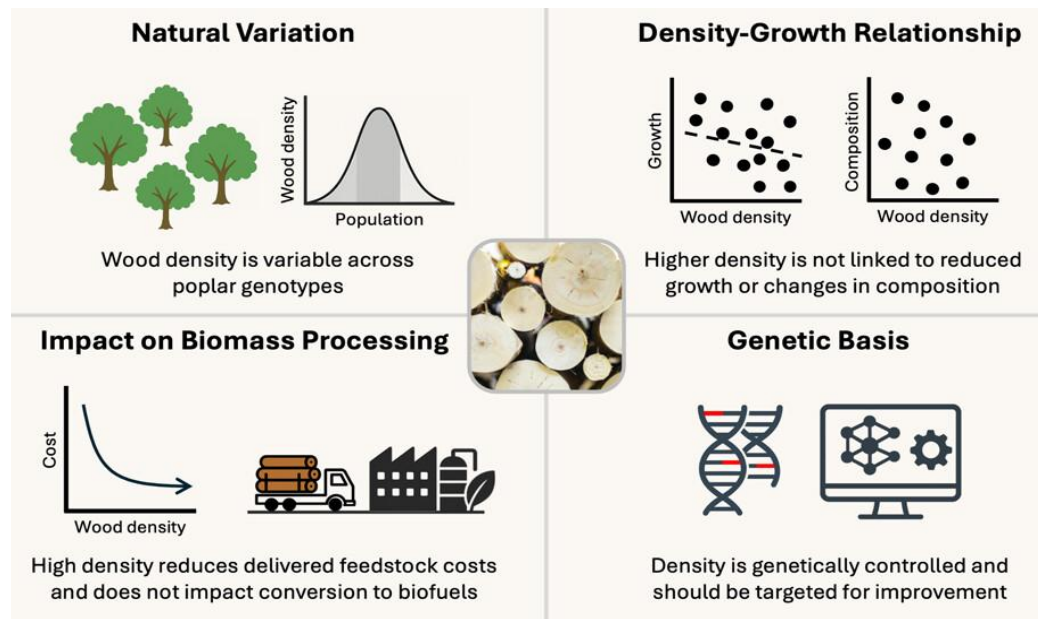 Natural Variation
Wood density
Population
Wood density is variable across
poplar genotypes
Density-Growth Relationship
Growth
Wood density
Composition
Wood density
Higher density is not linked to reduced
growth or changes in composition
Impact on Biomass Processing
Cost
Wood density
High density reduces delivered feedstock costs
and does not impact conversion to biofuels
Genetic Basis
Density is genetically controlled and
should be targeted for improvement